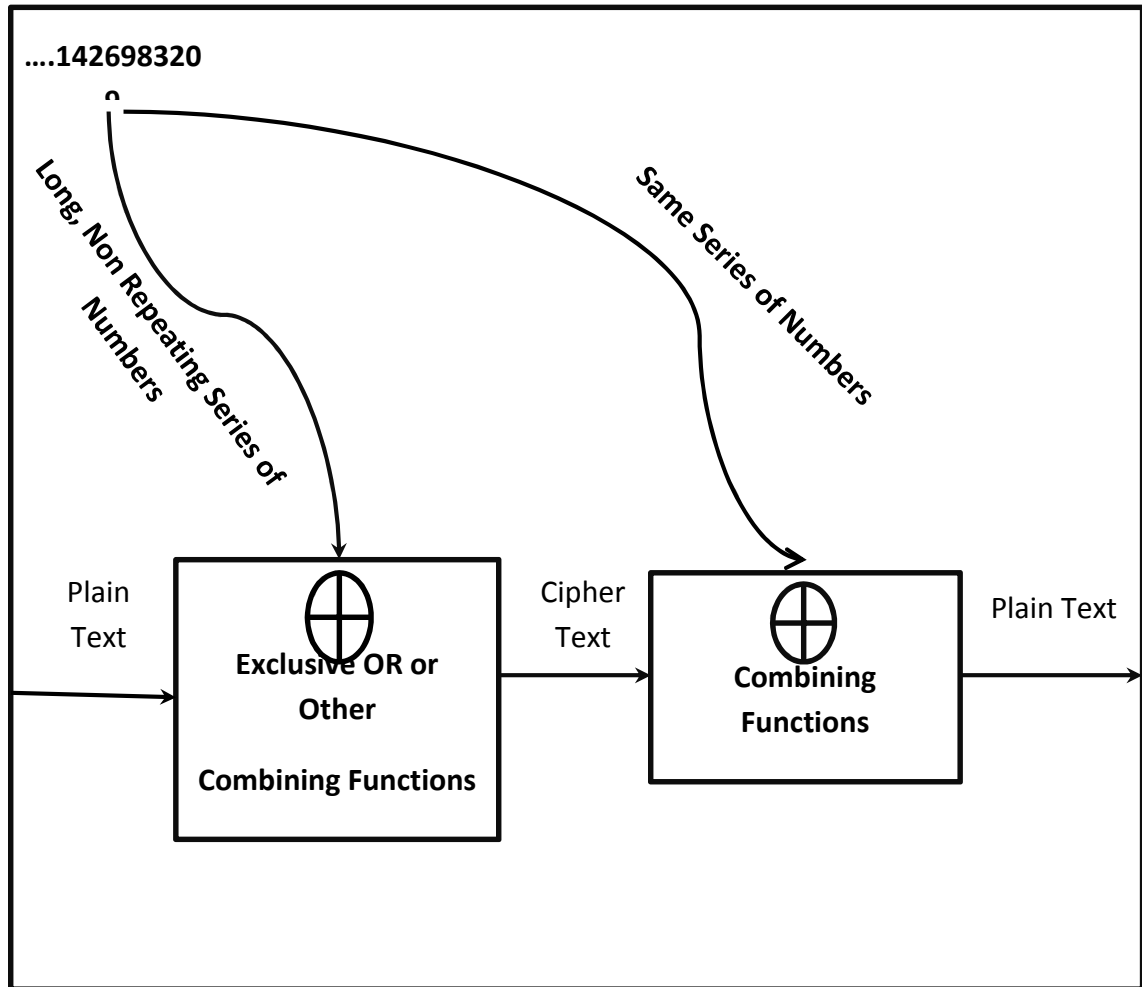 ….142698320
Long, Non Repeating Series of
Numbers
Same Series of Numbers
Plain
Text
Exclusive OR or
Other
Combining Functions
Cipher
Text
Combining
Functions
Plain Text